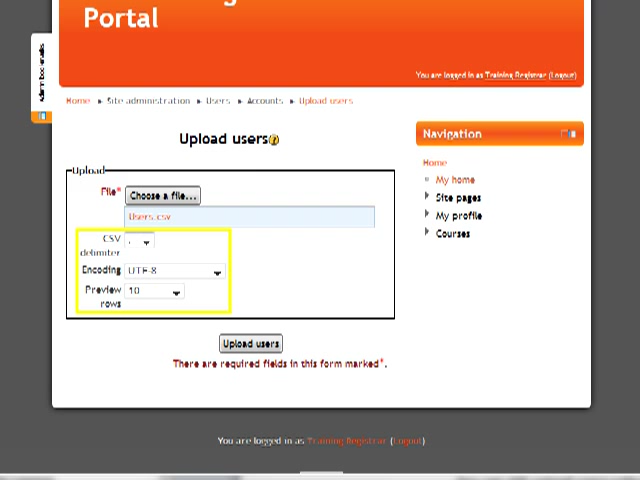 Portal
You are logged in as Training Registrar (Logout)
Admin bookmarks
Home ► Site administration ► Users ► Accounts ► Upload users
Upload users
Navigation
Upload
Home
File* Choose a file...
My home
Site pages
Users.csv
My profile
CSV delimiter ,
Courses
Encoding UTF-8
Preview rows 10
Upload users
There are required fields in this form marked*.
You are logged in as Training Registrar (Logout)